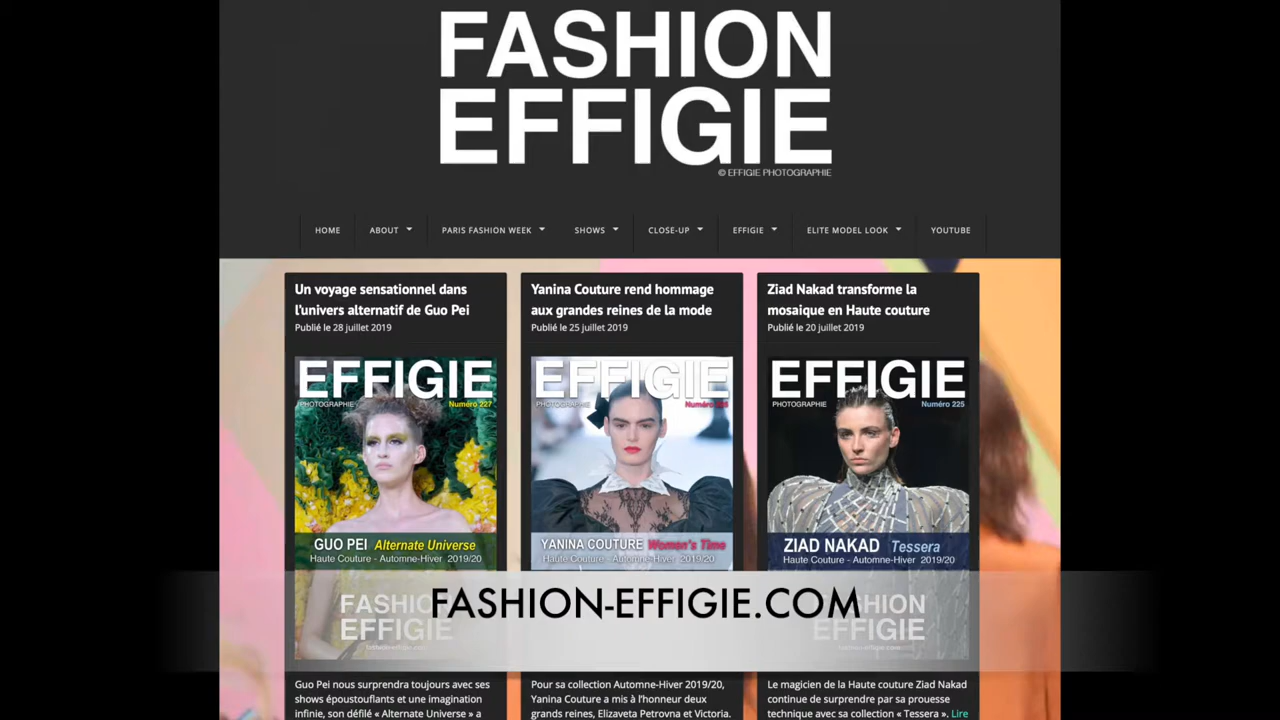 FASHION
EFFIGIE
© EFFIGIE PHOTOGRAPHIE
HOME
ABOUT
PARIS FASHION WEEK
SHOWS
CLOSE-UP
EFFIGIE
ELITE MODEL LOOK
YOUTUBE
Un voyage sensationnel dans
l'univers alternatif de Guo Pei
Publié le 28 juillet 2019
EFFIGIE
PHOTOGRAPHIE
Numéro 227
GUO PEI Alternate Universe
Haute Couture - Automne-Hiver 2019/20
FASHION
EFFIGIE
Guo Pei nous surprendra toujours avec ses
shows époustouflants et une imagination
infinie, son défilé « Alternate Universe » a
Yanina Couture rend hommage
aux grandes reines de la mode
Publié le 25 juillet 2019
EFFIGIE
PHOTOGRAPHIE
YANINA COUTURE Woman's Time
Haute Couture - Automne-Hiver 2019/20
Pour sa collection Automne-Hiver 2019/20,
Yanina Couture a mis à l'honneur deux
grands reines, Elizaveta Petrovna et Victoria.
Ziad Nakad transforme la
mosaique en Haute couture
Publié le 20 juillet 2019
EFFIGIE
PHOTOGRAPHIE
Numéro 225
ZIAD NAKAD Tessera
Haute Couture - Automne-Hiver 2019/20
EFFIGIE
Le magicien de la Haute couture Ziad Nakad
continue de surprendre par sa prouesse
technique avec sa collection « Tessera ». Lire
FASHION-EFFIGIE.COM